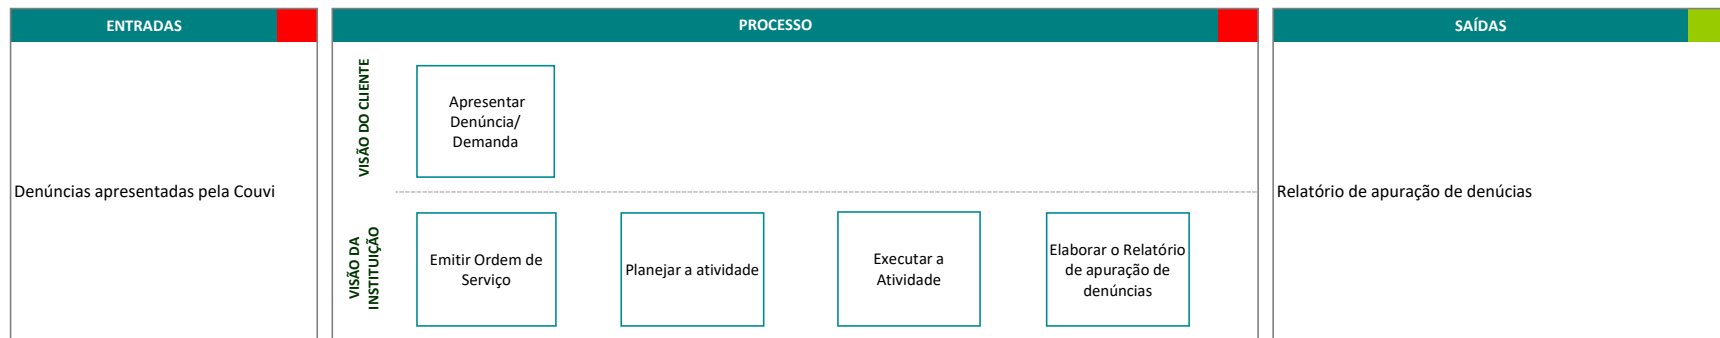 ENTRADAS
PROCESSO
SAÍDAS
Denúncias apresentadas pela Couvi
VISÃO DO CLIENTE
Apresentar
Denúncia/
Demanda
VISÃO DA
INSTITUIÇÃO
Emitir Ordem de
Serviço
Planejar a atividade
Executar a
Atividade
Elaborar o Relatório
de apuração de
denúncias
Relatório de apuração de denúcias